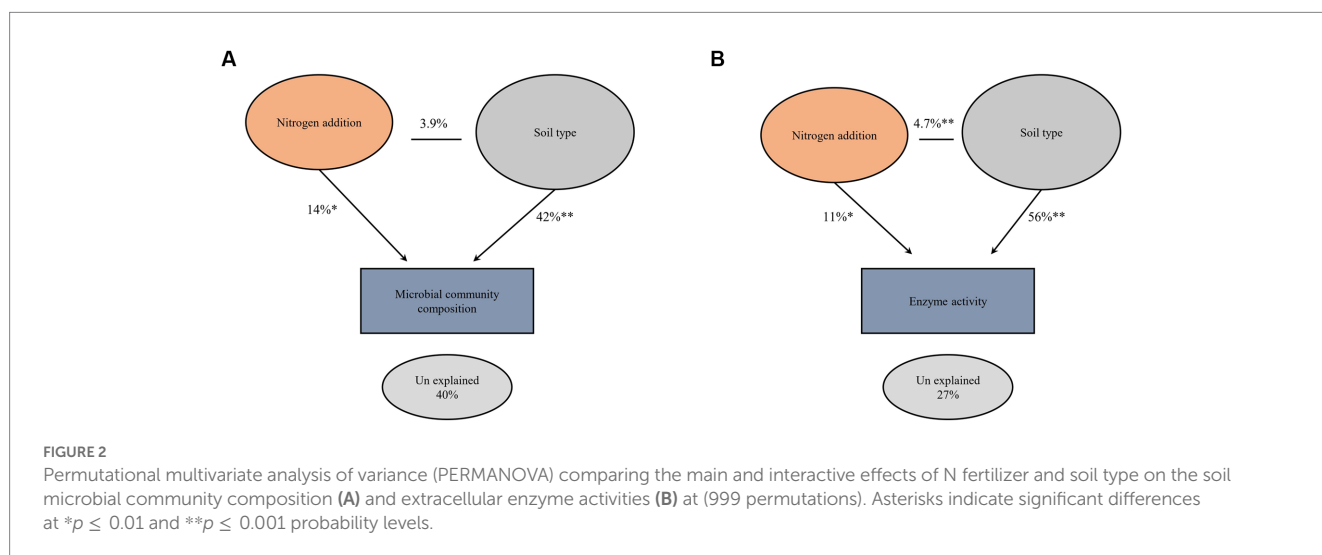 A
Nitrogen addition
3.9%
Soil type
14%*
42%**
Microbial community
composition
Un explained
40%
B
Nitrogen addition
4.7%**
Soil type
11%*
56%**
Enzyme activity
Un explained
27%
FIGURE 2
Permutational multivariate analysis of variance (PERMANOVA) comparing the main and interactive effects of N fertilizer and soil type on the soil
microbial community composition (A) and extracellular enzyme activities (B) at (999 permutations). Asterisks indicate significant differences
at *p ≤ 0.01 and **p ≤ 0.001 probability levels.